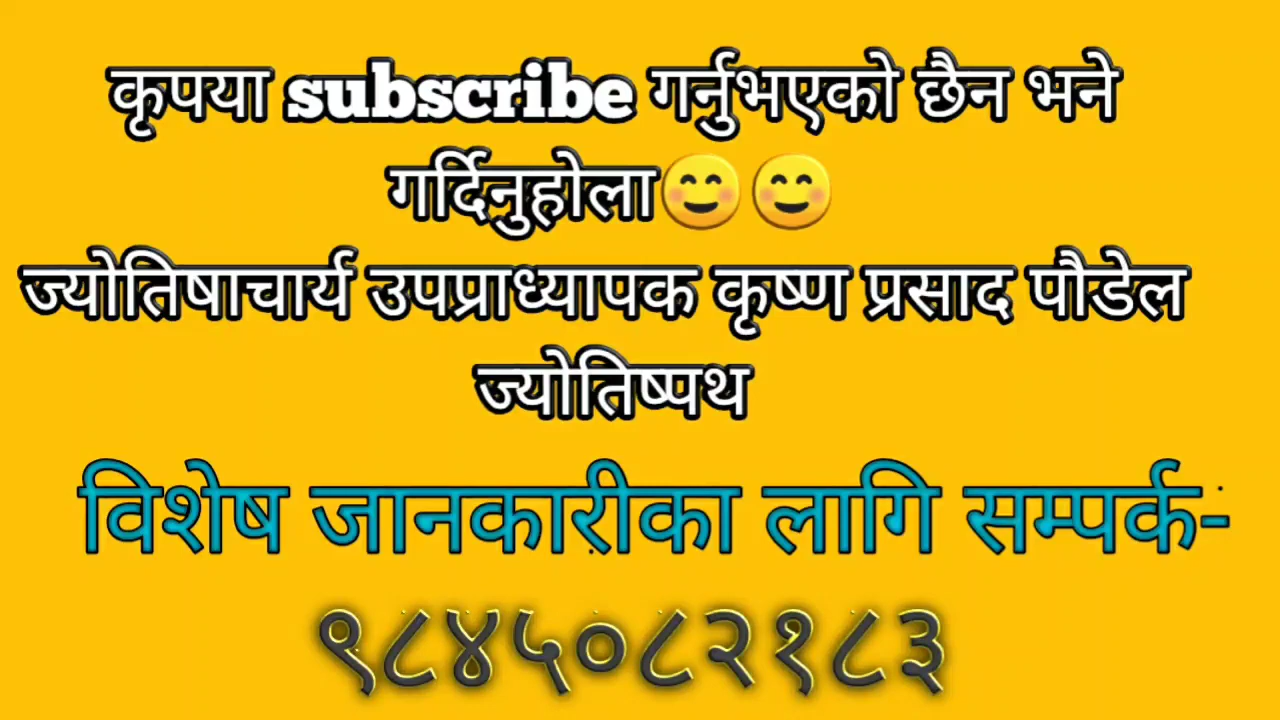 कृपया subscribe गर्नुभएको छैन भने
गर्दिनुहोला😊😊
ज्योतिषाचार्य उपप्राध्यापक कृष्ण प्रसाद पौडेल
ज्योतिष्पथ
विशेष जानकारीका लागि सम्पर्क-
९८४५०८२१८३